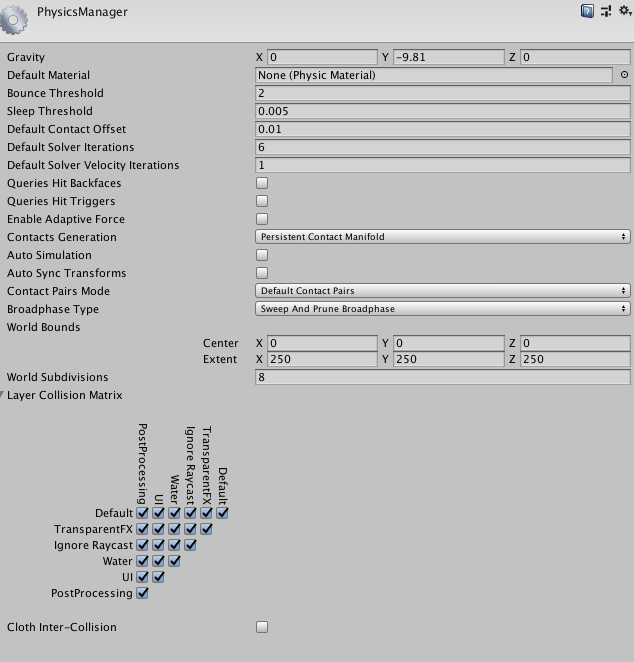 PhysicsManager
Gravity X 0 Y -9.81 Z 0
Default Material None (Physic Material)
Bounce Threshold 2
Sleep Threshold 0.005
Default Contact Offset 0.01
Default Solver Iterations 6
Default Solver Velocity Iterations 1
Queries Hit Backfaces
Queries Hit Triggers
Enable Adaptive Force
Contacts Generation Persistent Contact Manifold
Auto Simulation
Auto Sync Transforms
Contact Pairs Mode Default Contact Pairs
Broadphase Type Sweep And Prune Broadphase
World Bounds
Center X 0 Y 0 Z 0
Extent X 250 Y 250 Z 250
World Subdivisions 8
Layer Collision Matrix
PostProcessing
UI
Water
Ignore Raycast
TransparentFX
Default
Default
TransparentFX
Ignore Raycast
Water
UI
PostProcessing
Cloth Inter-Collision